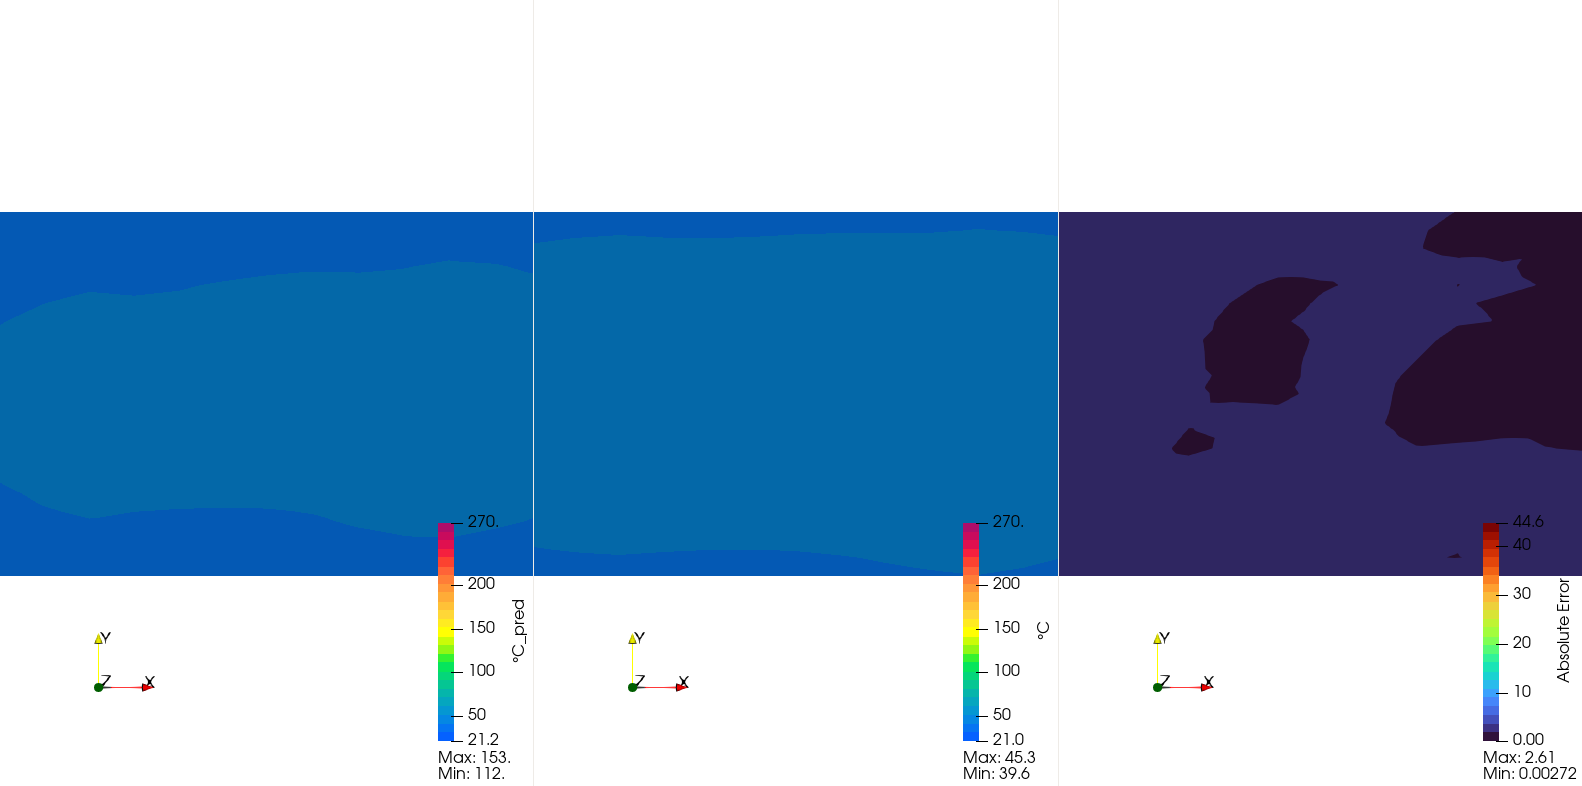 270.
200
150
100
50
21.2
°C_pred
Max: 153.
Min: 112.
Y
Z
X
270.
200
150
100
50
21.0
°C
Max: 45.3
Min: 39.6
Y
Z
X
44.6
40
30
20
10
0.00
Absolute Error
Max: 2.61
Min: 0.00272
Y
Z
X